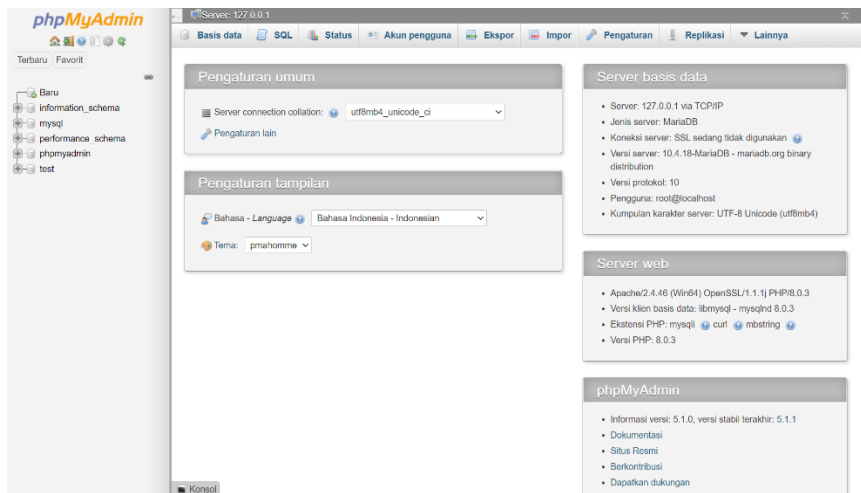 phpMyAdmin
Terbaru Favorit
Baru
information_schema
mysql
performance_schema
phpmyadmin
test
Server: 127.0.0.1
Basis data SQL Status Akun pengguna Ekspor Impor Pengaturan Replikasi Lainnya
Pengaturan umum
Server connection collation: utf8mb4_unicode_ci
Pengaturan lain
Pengaturan tampilan
Bahasa - Language Bahasa Indonesia - Indonesian
Tema: pmahomme
Server basis data
• Server: 127.0.0.1 via TCP/IP
• Jenis server: MariaDB
• Koneksi server: SSL sedang tidak digunakan
• Versi server: 10.4.18-MariaDB - mariadb.org binary
distribution
• Versi protokol: 10
• Pengguna: root@localhost
• Kumpulan karakter server: UTF-8 Unicode (utf8mb4)
Server web
• Apache/2.4.46 (Win64) OpenSSL/1.1.1j PHP/8.0.3
• Versi klien basis data: libmysql - mysqlnd 8.0.3
• Ekstensi PHP: mysqli curl mbstring
• Versi PHP: 8.0.3
phpMyAdmin
• Informasi versi: 5.1.0, versi stabil terakhir: 5.1.1
• Dokumentasi
• Situs Resmi
• Berkontribusi
• Dapatkan dukungan
Konsol